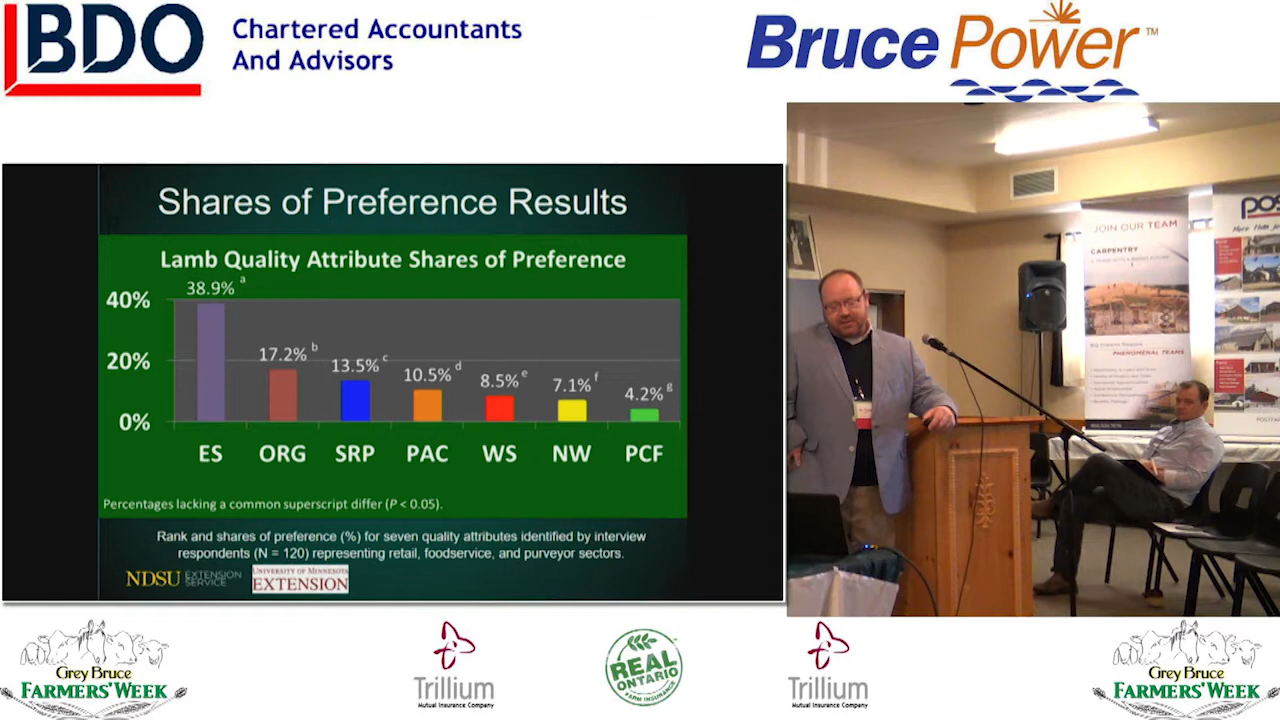 BDO
Chartered Accountants
And Advisors
Bruce Power™
Shares of Preference Results
Lamb Quality Attribute Shares of Preference
40%
20%
0%
38.9% a
17.2% b
13.5% c
10.5% d
8.5% e
7.1% f
4.2% g
ES ORG SRP PAC WS NW PCF
Percentages lacking a common superscript differ (P < 0.05).
Rank and shares of preference (%) for seven quality attributes identified by interview
respondents (N = 120) representing retail, foodservice, and purveyor sectors.
NDSU EXTENSION
SERVICE
UNIVERSITY OF MINNESOTA
EXTENSION
JOIN OUR TEAM
CARPENTRY
PHENOMENAL TEAMS
POS
Grey Bruce
FARMERS' WEEK
Trillium
Mutual Insurance Company
REAL
ONTARIO
FARM INSURANCE
Trillium
Mutual Insurance Company
Grey Bruce
FARMERS' WEEK